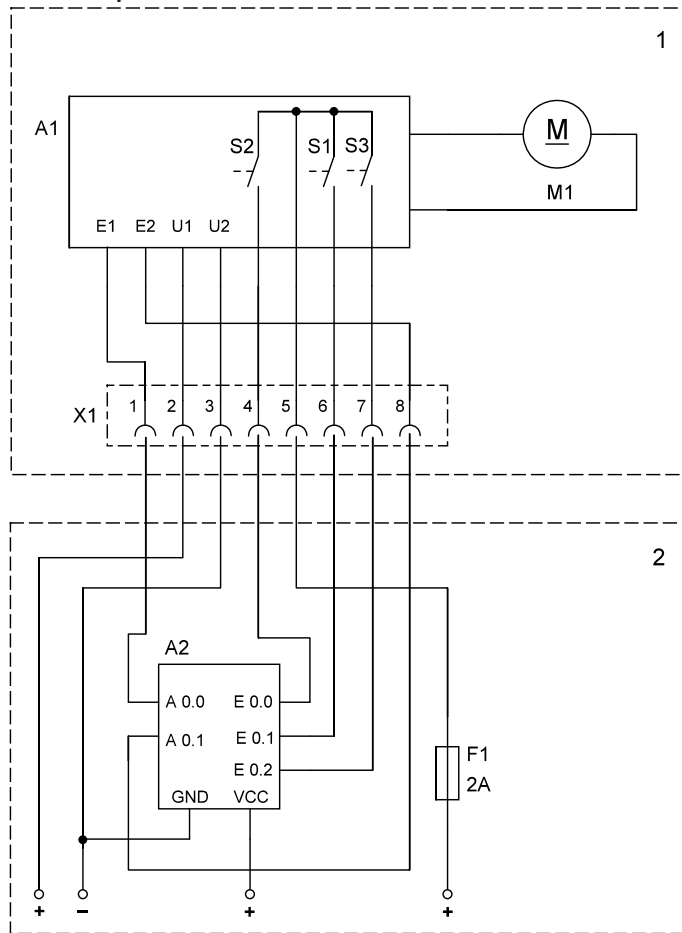 1
A1
S2 S1 S3
M
M1
E1 E2 U1 U2
X1 1 2 3 4 5 6 7 8
2
A2
A 0.0 E 0.0
A 0.1 E 0.1
E 0.2
GND VCC
F1
2A
+ – + +